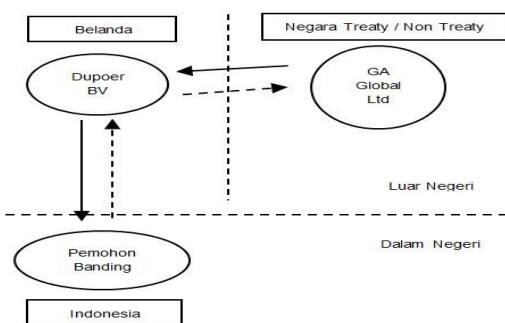 Belanda
Negara Treaty / Non Treaty
Dupoer
BV
GA
Global
Ltd
Luar Negeri
Dalam Negeri
Pemohon
Banding
Indonesia